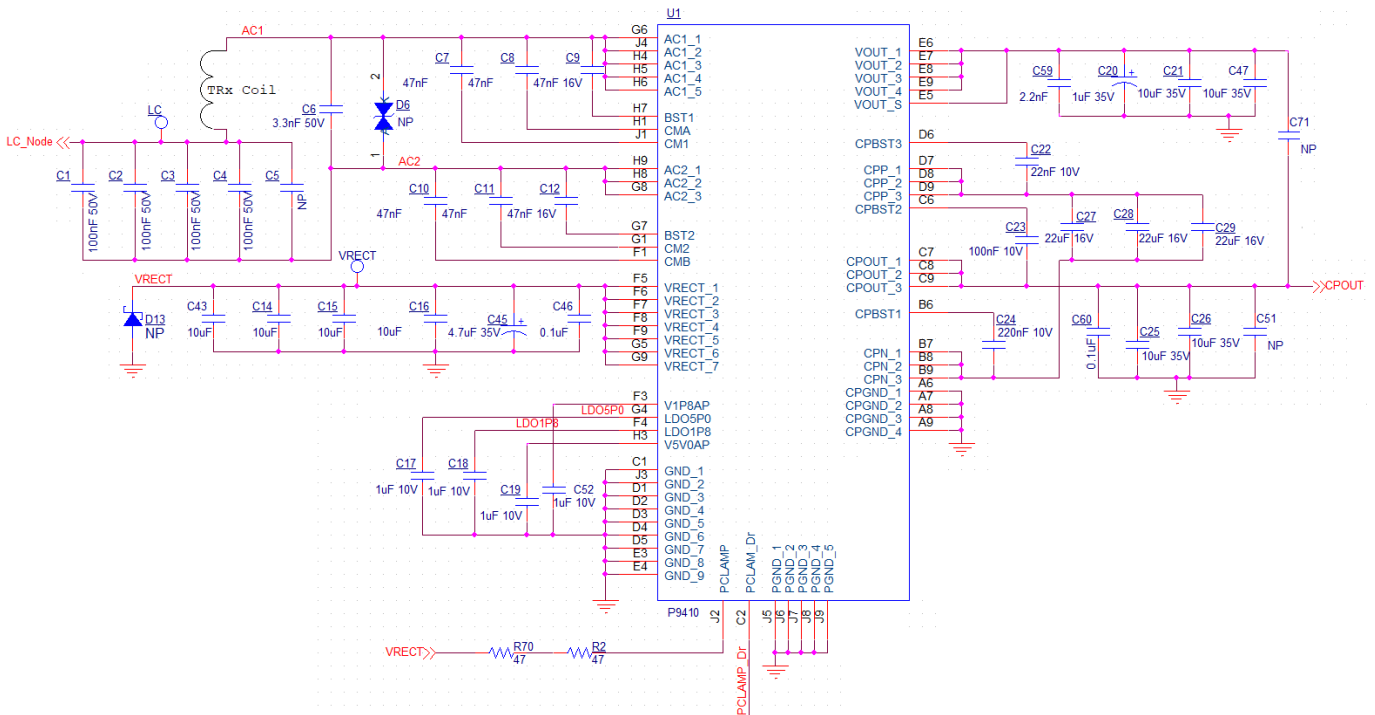 U1
AC1
G6 AC1_1
J4 AC1_2
H4 AC1_3
H5 AC1_4
H6 AC1_5
H7 BST1
H1 CMA
J1 CM1
H9 AC2_1
H8 AC2_2
G8 AC2_3
G7 BST2
G1 CM2
F1 CMB
F5 VRECT_1
F6 VRECT_2
F7 VRECT_3
F8 VRECT_4
F9 VRECT_5
G5 VRECT_6
G9 VRECT_7
F3 V1P8AP
G4 LDO5P0
F4 LDO1P8
H3 V5V0AP
C1 GND_1
J3 GND_2
D1 GND_3
D2 GND_4
D3 GND_5
D4 GND_6
D5 GND_7
E3 GND_8
E4 GND_9
VOUT_1 E6
VOUT_2 E7
VOUT_3 E8
VOUT_4 E9
VOUT_S E5
CPBST3 D6
CPP_1 D7
CPP_2 D8
CPP_3 D9
CPBST2 C6
CPOUT_1 C7
CPOUT_2 C8
CPOUT_3 C9
CPBST1 B6
CPN_1 B7
CPN_2 B8
CPN_3 B9
CPGND_1 A6
CPGND_2 A7
CPGND_3 A8
CPGND_4 A9
PCLAMP J2
PCLAM_Dr C2
PGND_1 J5
PGND_2 J6
PGND_3 J7
PGND_4 J8
PGND_5 J9
P9410
TRx Coil
LC
LC_Node
C6
3.3nF 50V
2
D6
NP
1
AC2
C7
47nF
C8
47nF
C9
47nF 16V
C1
100nF 50V
C2
100nF 50V
C3
100nF 50V
C4
100nF 50V
C5
NP
C10
47nF
C11
47nF
C12
47nF 16V
VRECT
VRECT
D13
NP
C43
10uF
C14
10uF
C15
10uF
C16
10uF
C45
+
4.7uF 35V
C46
0.1uF
LDO5P0
LDO1P8
C17
1uF 10V
C18
1uF 10V
C19
1uF 10V
C52
1uF 10V
VRECT
R70
47
R2
47
PCLAMP_Dr
C59
2.2nF
C20
+
1uF 35V
C21
10uF 35V
C47
10uF 35V
C71
NP
C22
22nF 10V
C23
100nF 10V
C27
22uF 16V
C28
22uF 16V
C29
22uF 16V
CPOUT
C24
220nF 10V
C60
0.1uF
C25
10uF 35V
C26
10uF 35V
C51
NP